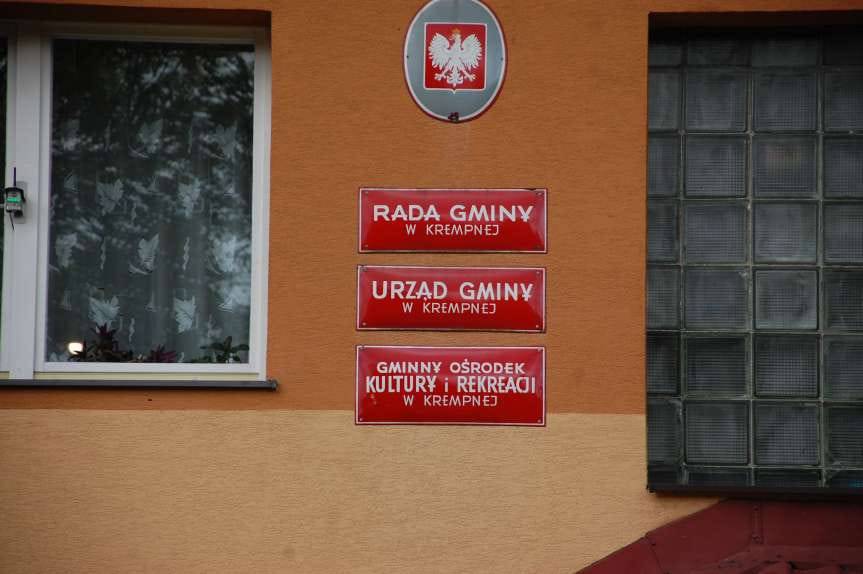 RADA GMINY
W KREMPNEJ
URZĄD GMINY
W KREMPNEJ
GMINNY OŚRODEK
KULTURY i REKREACJI
W KREMPNEJ